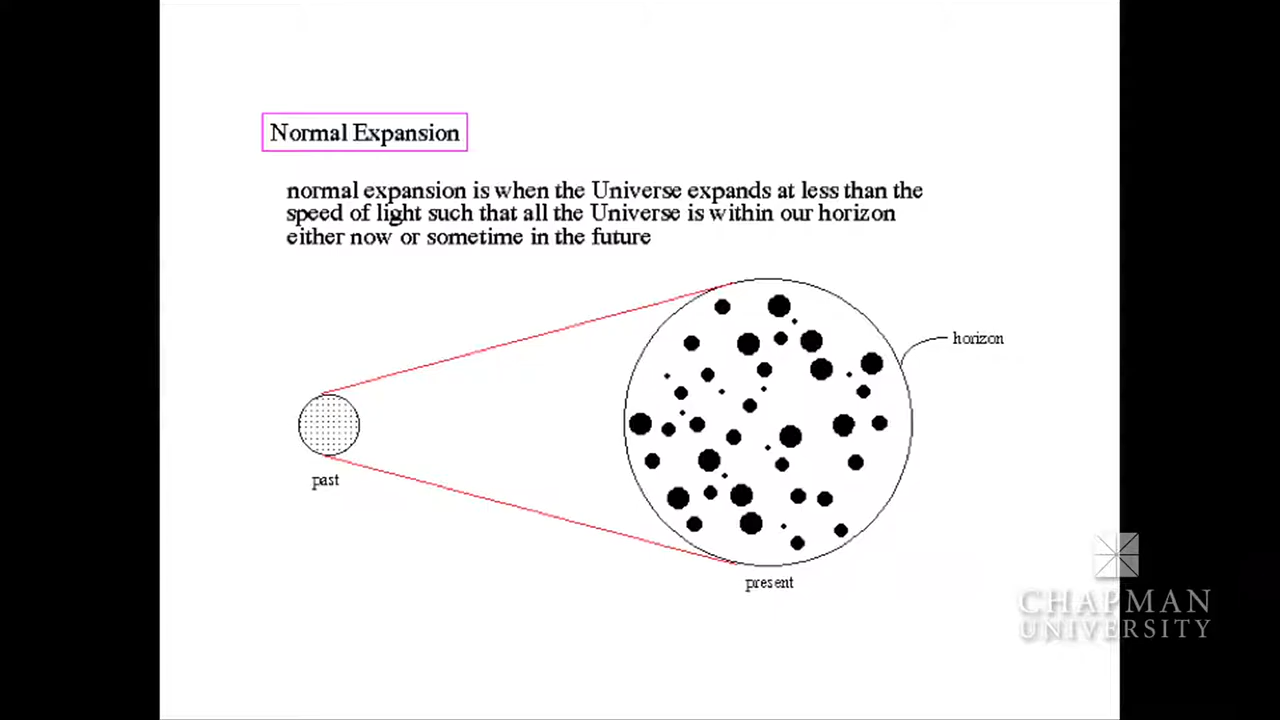 Normal Expansion
normal expansion is when the Universe expands at less than the
speed of light such that all the Universe is within our horizon
either now or sometime in the future
horizon
past
present
CHAPMAN
UNIVERSITY